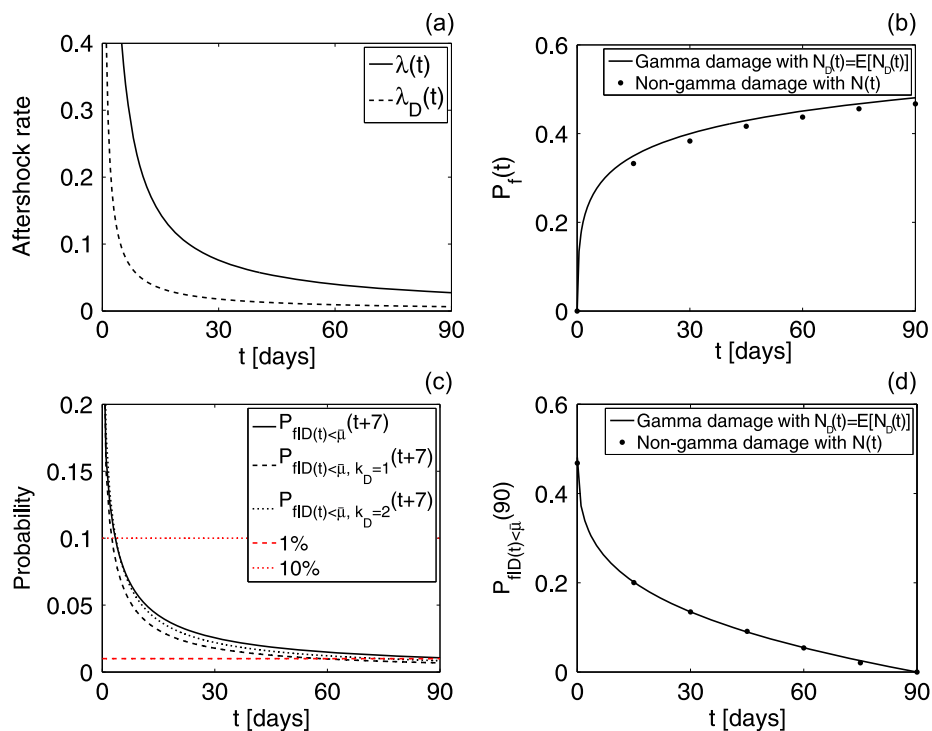 (a)
0.4
0.3
0.2
0.1
0
Aftershock rate
λ(t)
λ_D(t)
0 30 60 90
t [days]
(b)
0.6
0.4
0.2
0
P_f(t)
Gamma damage with N_D(t)=E[N_D(t)]
Non-gamma damage with N(t)
0 30 60 90
t [days]
(c)
0.2
0.15
0.1
0.05
0
Probability
P_{f|D(t)<μ̄}(t+7)
P_{f|D(t)<μ̄, k_D=1}(t+7)
P_{f|D(t)<μ̄, k_D=2}(t+7)
1%
10%
0 30 60 90
t [days]
(d)
0.6
0.4
0.2
0
P_{f|D(t)<μ̄}(90)
Gamma damage with N_D(t)=E[N_D(t)]
Non-gamma damage with N(t)
0 30 60 90
t [days]